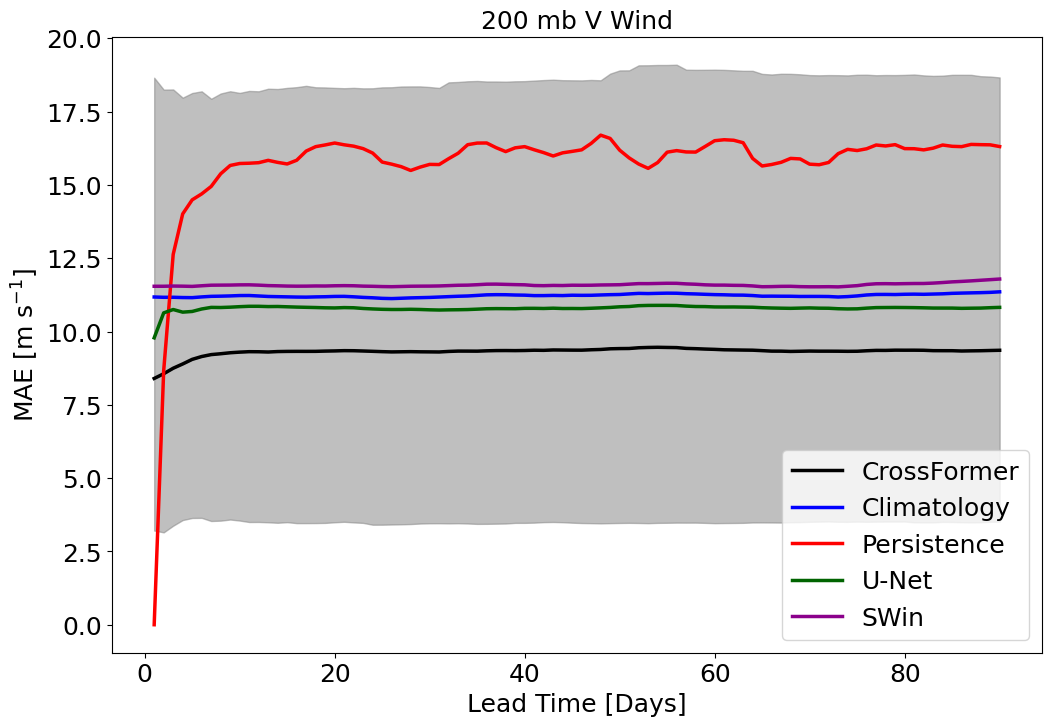 200 mb V Wind
MAE [m s⁻¹]
20.0
17.5
15.0
12.5
10.0
7.5
5.0
2.5
0.0
CrossFormer
Climatology
Persistence
U-Net
SWin
0 20 40 60 80
Lead Time [Days]